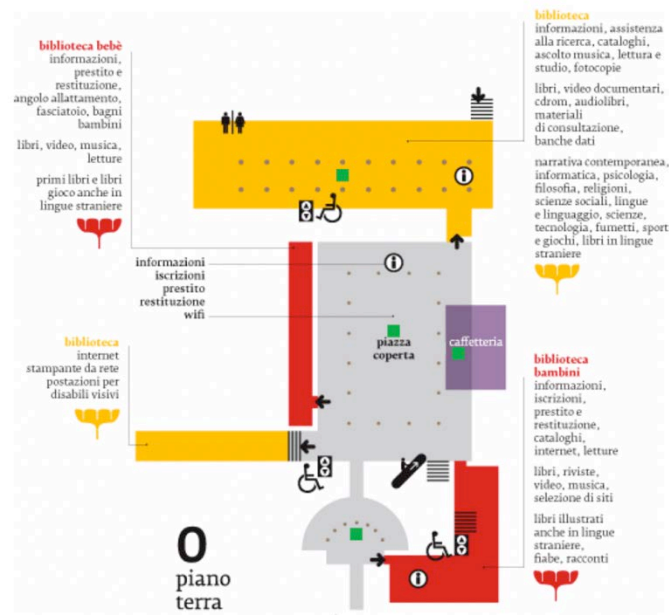 biblioteca bebè
informazioni,
prestito e
restituzione,
angolo allattamento,
fasciatoio, bagni
bambini
libri, video, musica,
letture
primi libri e libri
gioco anche in
lingue straniere
biblioteca
informazioni, assistenza
alla ricerca, cataloghi,
ascolto musica, lettura e
studio, fotocopie
libri, video documentari,
cdrom, audiolibri,
materiali
di consultazione,
banche dati
narrativa contemporanea,
informatica, psicologia,
filosofia, religioni,
scienze sociali, lingue
e linguaggio, scienze,
tecnologia, fumetti, sport
e giochi, libri in lingue
straniere
informazioni
iscrizioni
prestito
restituzione
wifi
piazza
coperta
caffetteria
biblioteca
internet
stampante da rete
postazioni per
disabili visivi
biblioteca
bambini
informazioni,
iscrizioni,
prestito e
restituzione,
cataloghi,
internet, letture
libri, riviste,
video, musica,
selezione di siti
libri illustrati
anche in lingue
straniere,
fiabe, racconti
0
piano
terra